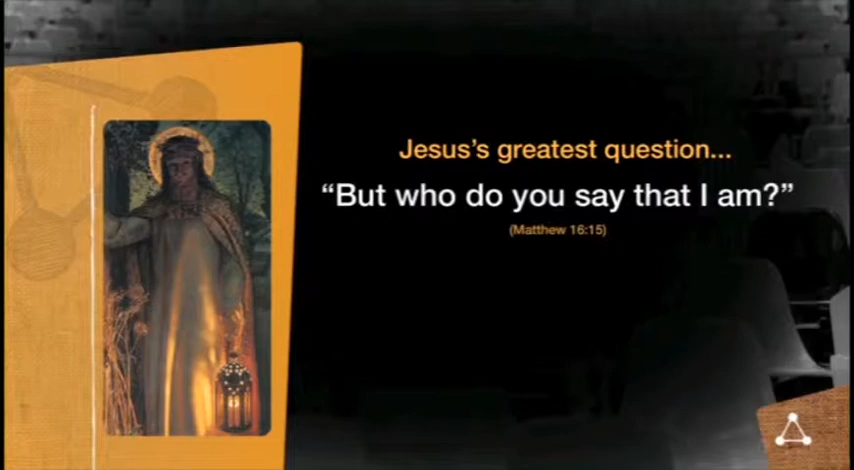 Jesus's greatest question...
“But who do you say that I am?”
(Matthew 16:15)